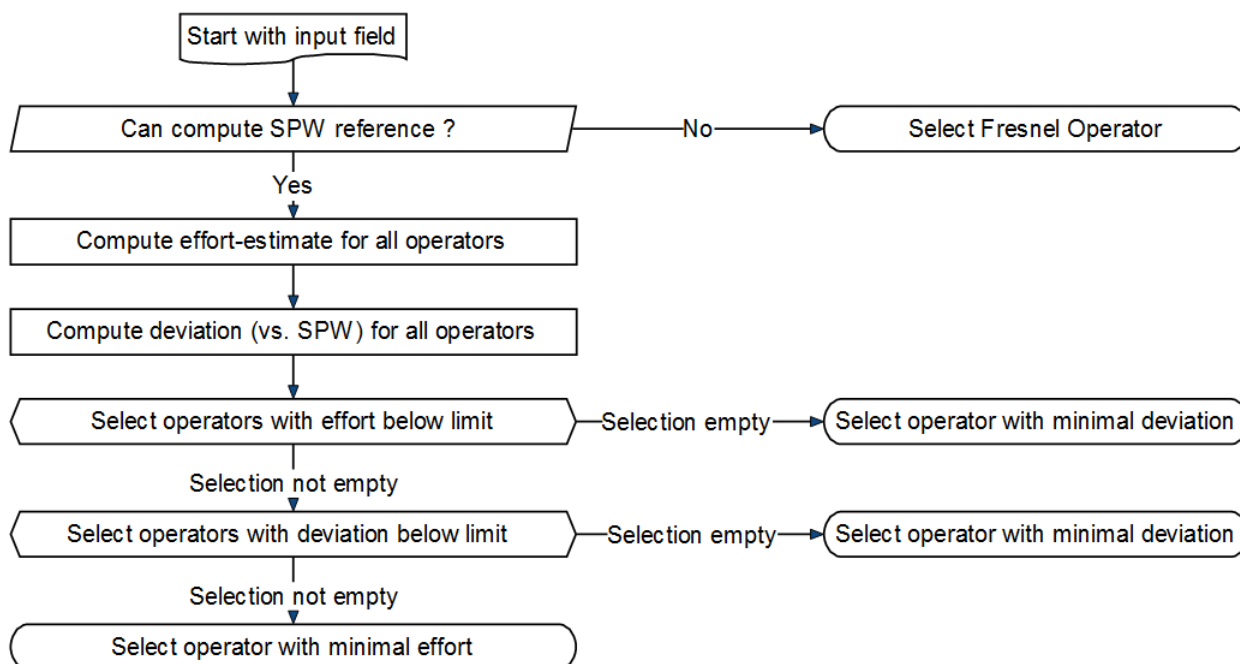 Start with input field
Can compute SPW reference ?
No
Select Fresnel Operator
Yes
Compute effort-estimate for all operators
Compute deviation (vs. SPW) for all operators
Select operators with effort below limit
Selection empty
Select operator with minimal deviation
Selection not empty
Select operators with deviation below limit
Selection empty
Select operator with minimal deviation
Selection not empty
Select operator with minimal effort